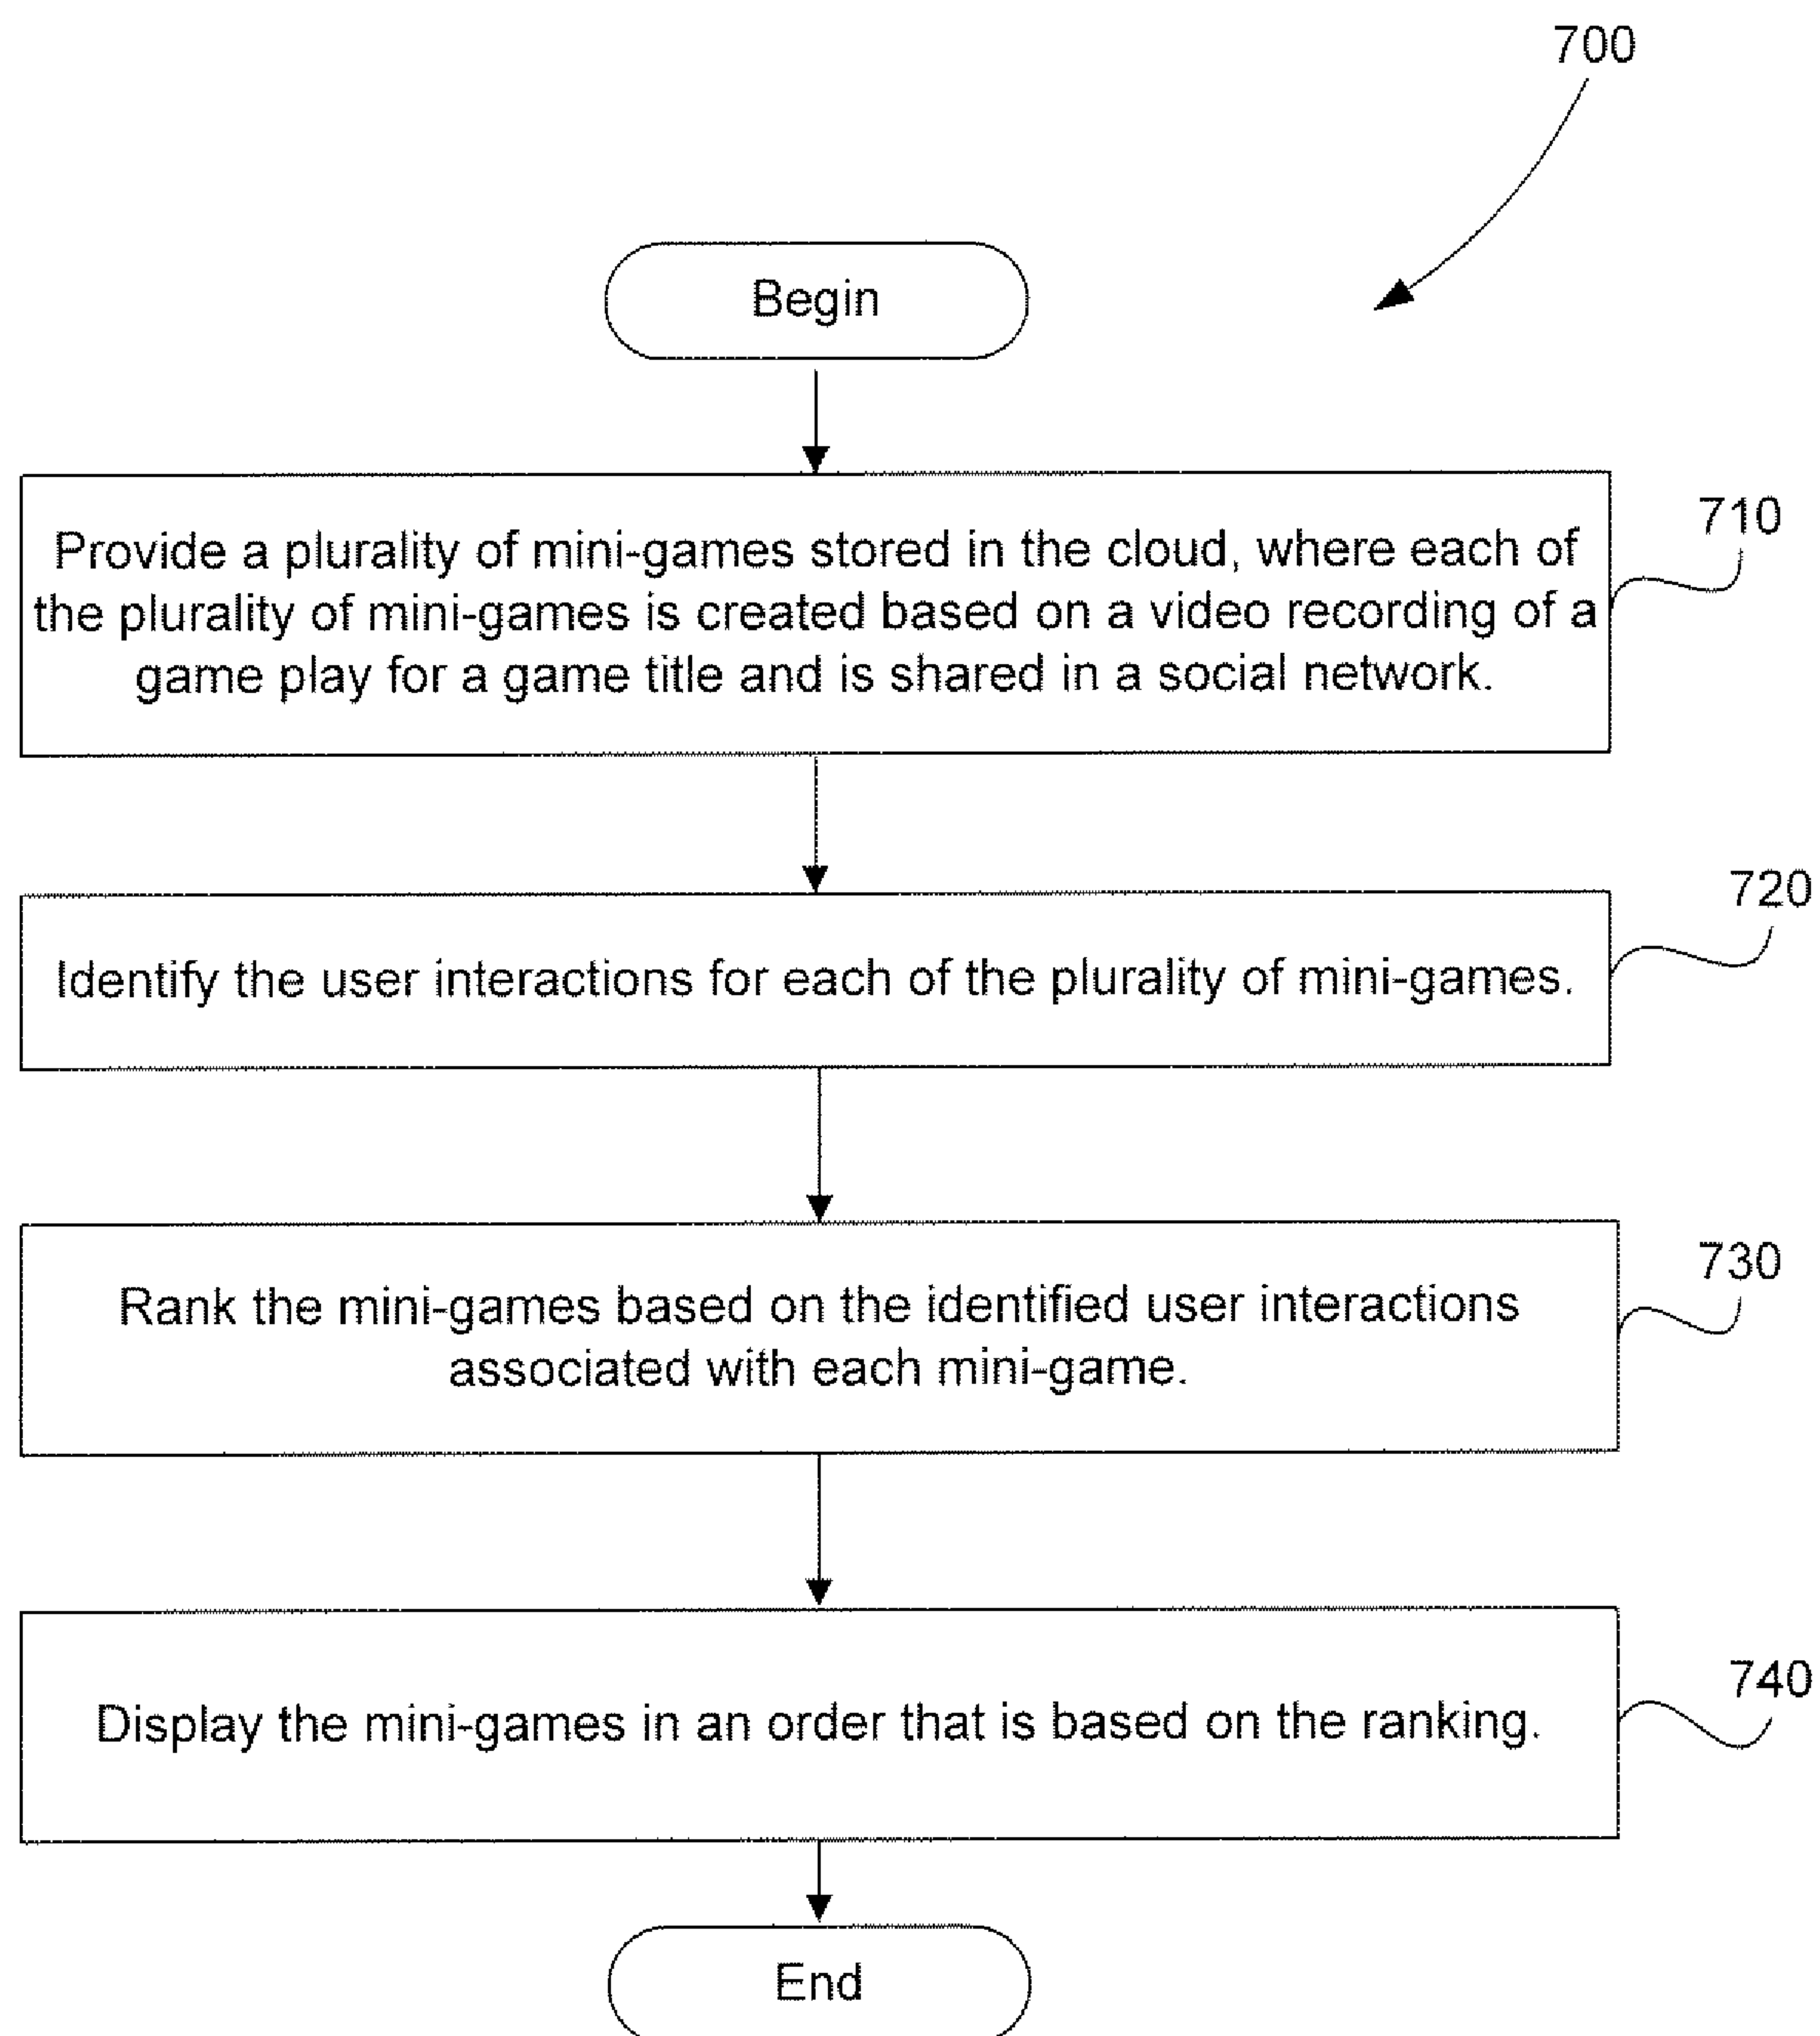 700
Begin
Provide a plurality of mini-games stored in the cloud, where each of
the plurality of mini-games is created based on a video recording of a
game play for a game title and is shared in a social network.
710
720
Identify the user interactions for each of the plurality of mini-games.
730
Rank the mini-games based on the identified user interactions
associated with each mini-game.
740
Display the mini-games in an order that is based on the ranking.
End